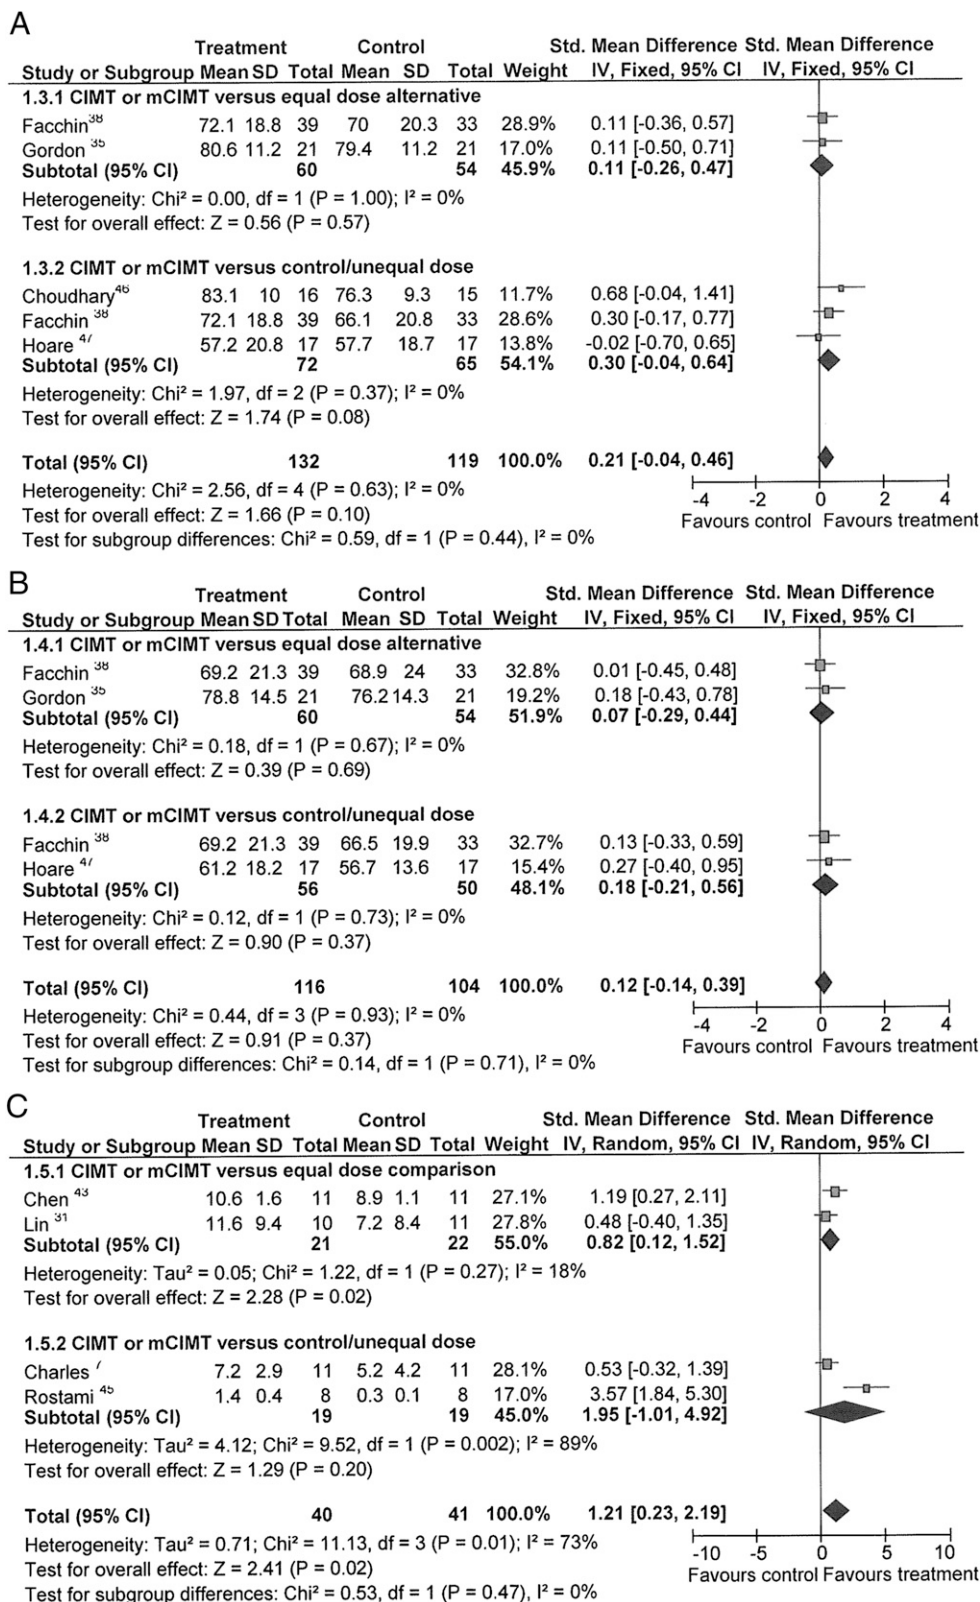 A
Treatment Control Std. Mean Difference Std. Mean Difference
Study or Subgroup Mean SD Total Mean SD Total Weight IV, Fixed, 95% CI IV, Fixed, 95% CI
1.3.1 CIMT or mCIMT versus equal dose alternative
Facchin³⁸ 72.1 18.8 39 70 20.3 33 28.9% 0.11 [-0.36, 0.57]
Gordon ³⁵ 80.6 11.2 21 79.4 11.2 21 17.0% 0.11 [-0.50, 0.71]
Subtotal (95% CI) 60 54 45.9% 0.11 [-0.26, 0.47]
Heterogeneity: Chi² = 0.00, df = 1 (P = 1.00); I² = 0%
Test for overall effect: Z = 0.56 (P = 0.57)
1.3.2 CIMT or mCIMT versus control/unequal dose
Choudhary⁴⁶ 83.1 10 16 76.3 9.3 15 11.7% 0.68 [-0.04, 1.41]
Facchin ³⁸ 72.1 18.8 39 66.1 20.8 33 28.6% 0.30 [-0.17, 0.77]
Hoare ⁴⁷ 57.2 20.8 17 57.7 18.7 17 13.8% -0.02 [-0.70, 0.65]
Subtotal (95% CI) 72 65 54.1% 0.30 [-0.04, 0.64]
Heterogeneity: Chi² = 1.97, df = 2 (P = 0.37); I² = 0%
Test for overall effect: Z = 1.74 (P = 0.08)
Total (95% CI) 132 119 100.0% 0.21 [-0.04, 0.46]
Heterogeneity: Chi² = 2.56, df = 4 (P = 0.63); I² = 0%
Test for overall effect: Z = 1.66 (P = 0.10)
Test for subgroup differences: Chi² = 0.59, df = 1 (P = 0.44), I² = 0%
-4 -2 0 2 4
Favours control Favours treatment
B
Treatment Control Std. Mean Difference Std. Mean Difference
Study or Subgroup Mean SD Total Mean SD Total Weight IV, Fixed, 95% CI IV, Fixed, 95% CI
1.4.1 CIMT or mCIMT versus equal dose alternative
Facchin ³⁸ 69.2 21.3 39 68.9 24 33 32.8% 0.01 [-0.45, 0.48]
Gordon ³⁵ 78.8 14.5 21 76.2 14.3 21 19.2% 0.18 [-0.43, 0.78]
Subtotal (95% CI) 60 54 51.9% 0.07 [-0.29, 0.44]
Heterogeneity: Chi² = 0.18, df = 1 (P = 0.67); I² = 0%
Test for overall effect: Z = 0.39 (P = 0.69)
1.4.2 CIMT or mCIMT versus control/unequal dose
Facchin ³⁸ 69.2 21.3 39 66.5 19.9 33 32.7% 0.13 [-0.33, 0.59]
Hoare ⁴⁷ 61.2 18.2 17 56.7 13.6 17 15.4% 0.27 [-0.40, 0.95]
Subtotal (95% CI) 56 50 48.1% 0.18 [-0.21, 0.56]
Heterogeneity: Chi² = 0.12, df = 1 (P = 0.73); I² = 0%
Test for overall effect: Z = 0.90 (P = 0.37)
Total (95% CI) 116 104 100.0% 0.12 [-0.14, 0.39]
Heterogeneity: Chi² = 0.44, df = 3 (P = 0.93); I² = 0%
Test for overall effect: Z = 0.91 (P = 0.37)
Test for subgroup differences: Chi² = 0.14, df = 1 (P = 0.71), I² = 0%
-4 -2 0 2 4
Favours control Favours treatment
C
Treatment Control Std. Mean Difference Std. Mean Difference
Study or Subgroup Mean SD Total Mean SD Total Weight IV, Random, 95% CI IV, Random, 95% CI
1.5.1 CIMT or mCIMT versus equal dose comparison
Chen ⁴³ 10.6 1.6 11 8.9 1.1 11 27.1% 1.19 [0.27, 2.11]
Lin ³¹ 11.6 9.4 10 7.2 8.4 11 27.8% 0.48 [-0.40, 1.35]
Subtotal (95% CI) 21 22 55.0% 0.82 [0.12, 1.52]
Heterogeneity: Tau² = 0.05; Chi² = 1.22, df = 1 (P = 0.27); I² = 18%
Test for overall effect: Z = 2.28 (P = 0.02)
1.5.2 CIMT or mCIMT versus control/unequal dose
Charles ⁷ 7.2 2.9 11 5.2 4.2 11 28.1% 0.53 [-0.32, 1.39]
Rostami ⁴⁵ 1.4 0.4 8 0.3 0.1 8 17.0% 3.57 [1.84, 5.30]
Subtotal (95% CI) 19 19 45.0% 1.95 [-1.01, 4.92]
Heterogeneity: Tau² = 4.12; Chi² = 9.52, df = 1 (P = 0.002); I² = 89%
Test for overall effect: Z = 1.29 (P = 0.20)
Total (95% CI) 40 41 100.0% 1.21 [0.23, 2.19]
Heterogeneity: Tau² = 0.71; Chi² = 11.13, df = 3 (P = 0.01); I² = 73%
Test for overall effect: Z = 2.41 (P = 0.02)
Test for subgroup differences: Chi² = 0.53, df = 1 (P = 0.47), I² = 0%
-10 -5 0 5 10
Favours control Favours treatment